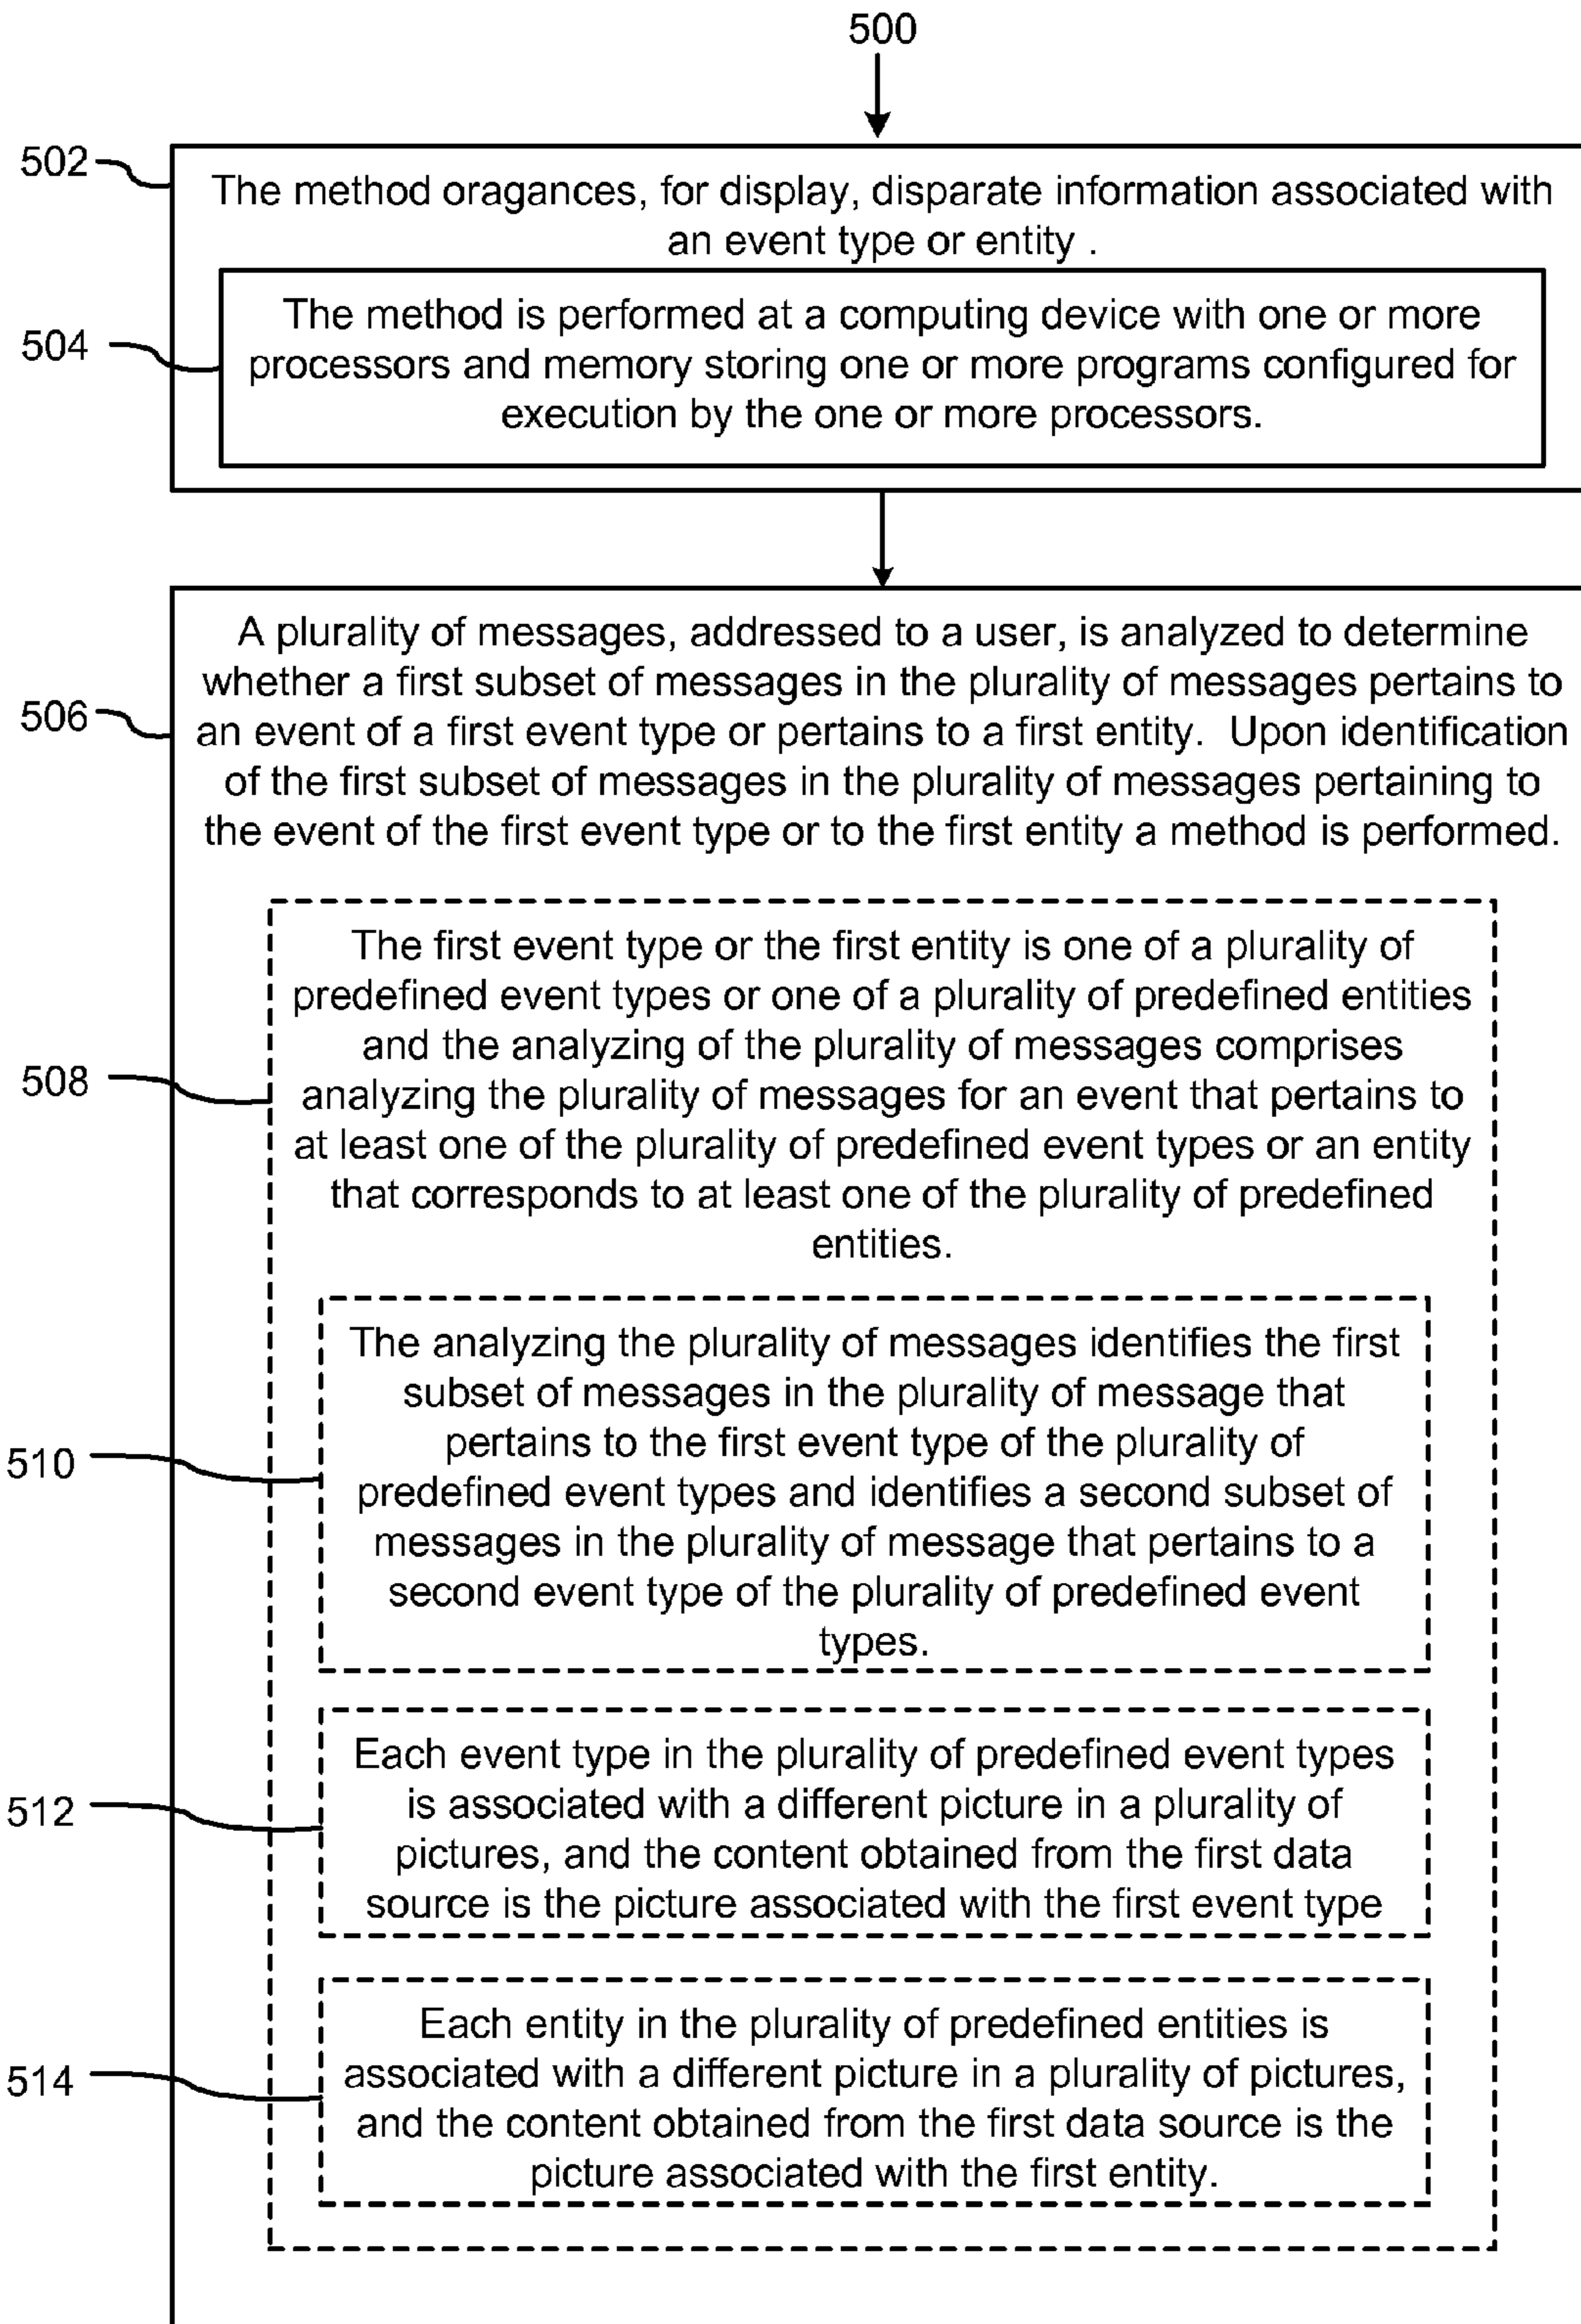 500
502
The method oragances, for display, disparate information associated with
an event type or entity .
504
The method is performed at a computing device with one or more
processors and memory storing one or more programs configured for
execution by the one or more processors.
506
A plurality of messages, addressed to a user, is analyzed to determine
whether a first subset of messages in the plurality of messages pertains to
an event of a first event type or pertains to a first entity.  Upon identification
of the first subset of messages in the plurality of messages pertaining to
the event of the first event type or to the first entity a method is performed.
508
The first event type or the first entity is one of a plurality of
predefined event types or one of a plurality of predefined entities
and the analyzing of the plurality of messages comprises
analyzing the plurality of messages for an event that pertains to
at least one of the plurality of predefined event types or an entity
that corresponds to at least one of the plurality of predefined
entities.
510
The analyzing the plurality of messages identifies the first
subset of messages in the plurality of message that
pertains to the first event type of the plurality of
predefined event types and identifies a second subset of
messages in the plurality of message that pertains to a
second event type of the plurality of predefined event
types.
512
Each event type in the plurality of predefined event types
is associated with a different picture in a plurality of
pictures, and the content obtained from the first data
source is the picture associated with the first event type
514
Each entity in the plurality of predefined entities is
associated with a different picture in a plurality of pictures,
and the content obtained from the first data source is the
picture associated with the first entity.